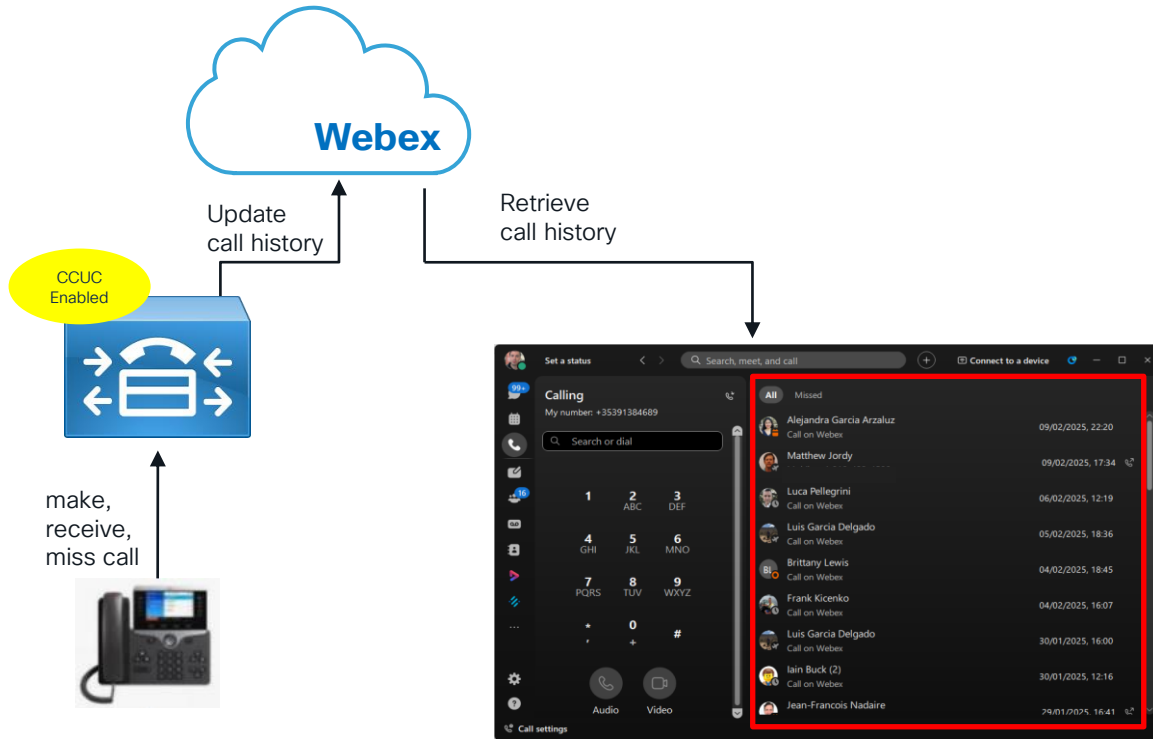 Webex
Update
call history
Retrieve
call history
CCUC
Enabled
make,
receive,
miss call
Set a status
Search, meet, and call
Connect to a device
99+
16
Calling
My number: +35391384689
Search or dial
1 2 3
ABC DEF
4 5 6
GHI JKL MNO
7 8 9
PQRS TUV WXYZ
* 0 #
, +
Audio Video
Call settings
All Missed
Alejandra Garcia Arzaluz
Call on Webex
09/02/2025, 22:20
Matthew Jordy
09/02/2025, 17:34
Luca Pellegrini
Call on Webex
06/02/2025, 12:19
Luis Garcia Delgado
Call on Webex
05/02/2025, 18:36
BL
Brittany Lewis
Call on Webex
04/02/2025, 18:45
Frank Kicenko
Call on Webex
04/02/2025, 16:07
Luis Garcia Delgado
Call on Webex
30/01/2025, 16:00
Iain Buck (2)
Call on Webex
30/01/2025, 12:16
Jean-Francois Nadaire
29/01/2025, 16:41